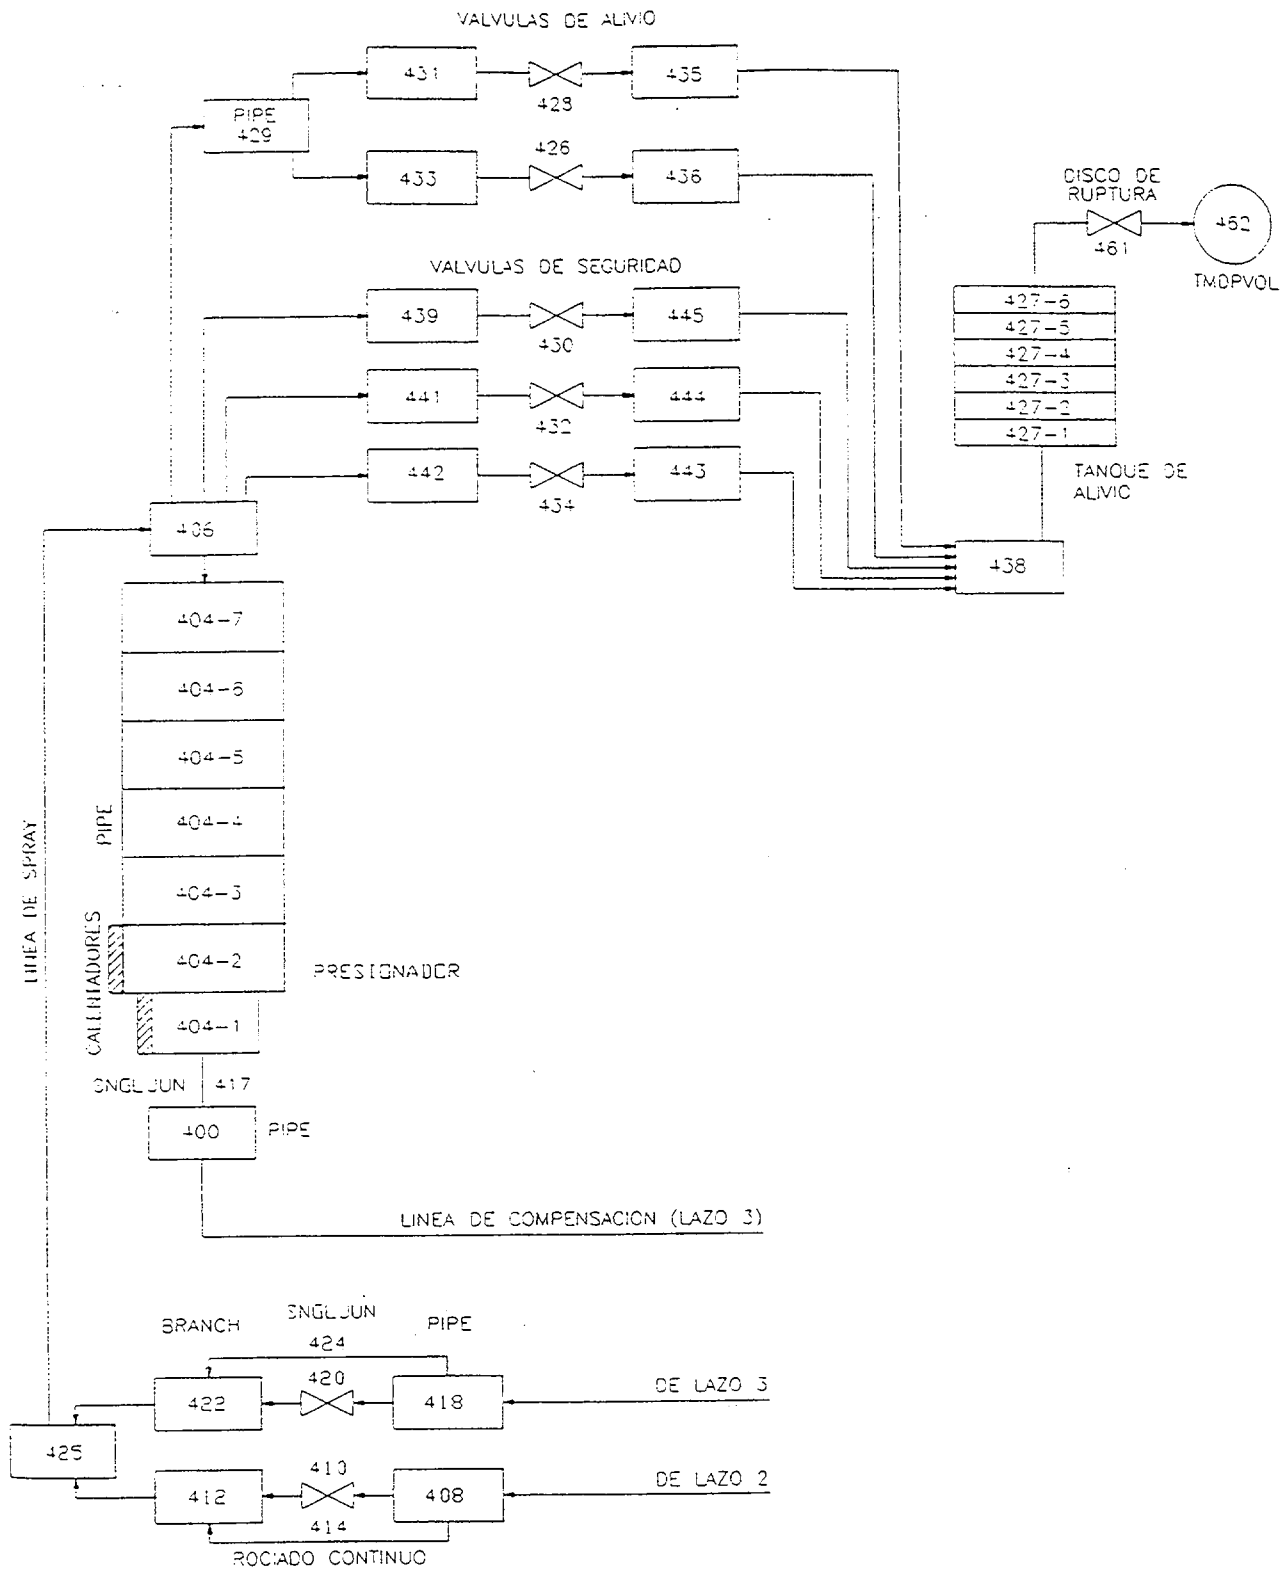 VALVULAS DE ALIVIO
431
435
428
PIPE
429
426
433
436
DISCO DE
RUPTURA
462
461
TMDPVOL
VALVULAS DE SEGURIDAD
439
445
430
427-6
427-5
427-4
427-3
427-2
427-1
441
444
432
442
443
434
TANQUE DE
ALIVIO
406
438
404-7
404-6
404-5
404-4
404-3
404-2
404-1
PIPE
CALENTADORES
LINEA DE SPRAY
PRESIONADOR
SNGLJUN 417
400
PIPE
LINEA DE COMPENSACION (LAZO 3)
BRANCH
SNGLJUN
PIPE
424
420
422
418
DE LAZO 3
425
410
412
408
DE LAZO 2
414
ROCIADO CONTINUO